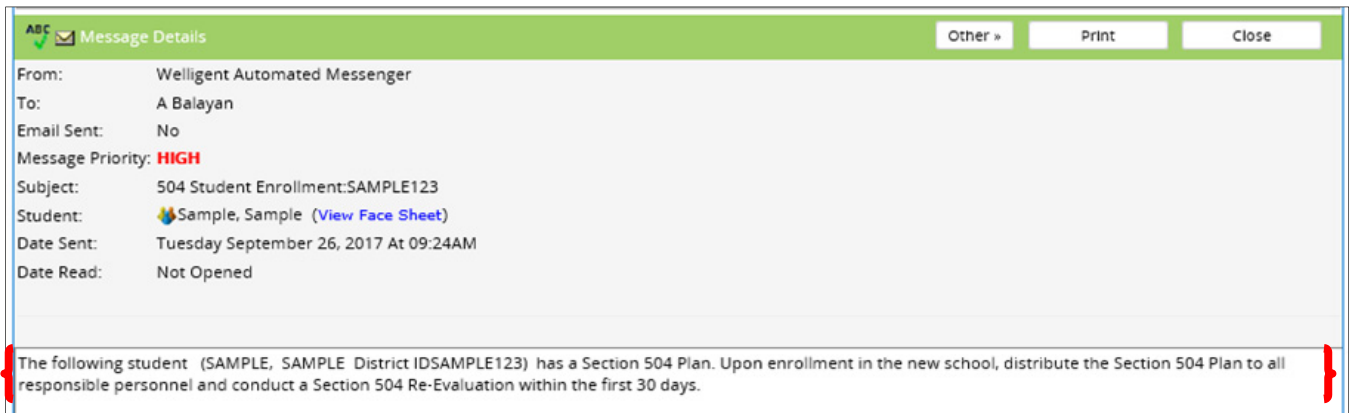 ABC Message Details Other » Print Close
From: Welligent Automated Messenger
To: A Balayan
Email Sent: No
Message Priority: HIGH
Subject: 504 Student Enrollment:SAMPLE123
Student: Sample, Sample (View Face Sheet)
Date Sent: Tuesday September 26, 2017 At 09:24AM
Date Read: Not Opened
The following student (SAMPLE, SAMPLE District IDSAMPLE123) has a Section 504 Plan. Upon enrollment in the new school, distribute the Section 504 Plan to all
responsible personnel and conduct a Section 504 Re-Evaluation within the first 30 days.